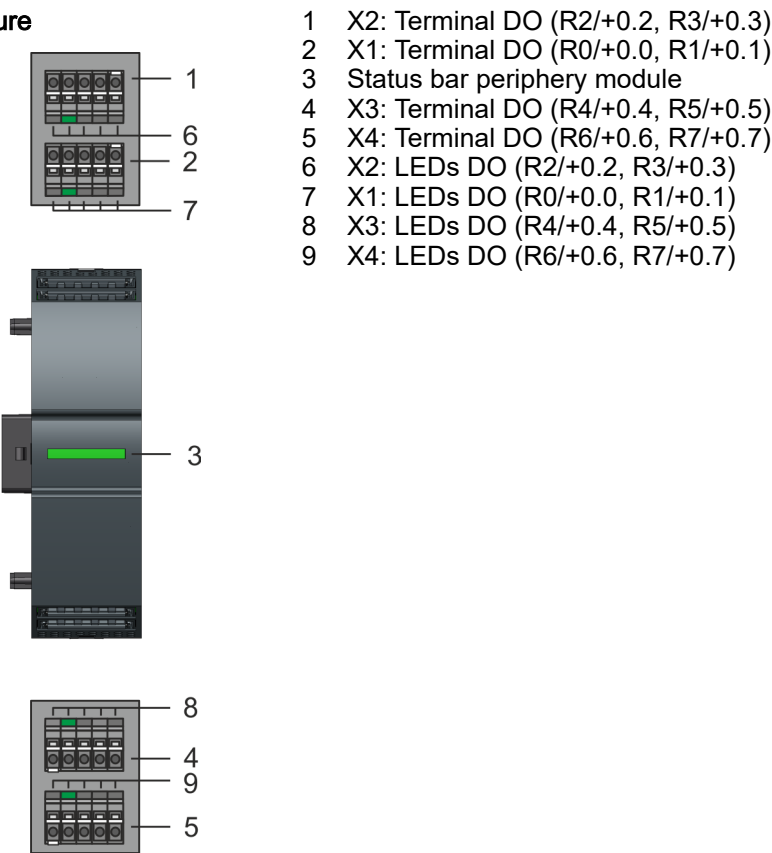 ure
1 X2: Terminal DO (R2/+0.2, R3/+0.3)
2 X1: Terminal DO (R0/+0.0, R1/+0.1)
3 Status bar periphery module
4 X3: Terminal DO (R4/+0.4, R5/+0.5)
5 X4: Terminal DO (R6/+0.6, R7/+0.7)
6 X2: LEDs DO (R2/+0.2, R3/+0.3)
7 X1: LEDs DO (R0/+0.0, R1/+0.1)
8 X3: LEDs DO (R4/+0.4, R5/+0.5)
9 X4: LEDs DO (R6/+0.6, R7/+0.7)
1
6
2
7
3
8
4
9
5